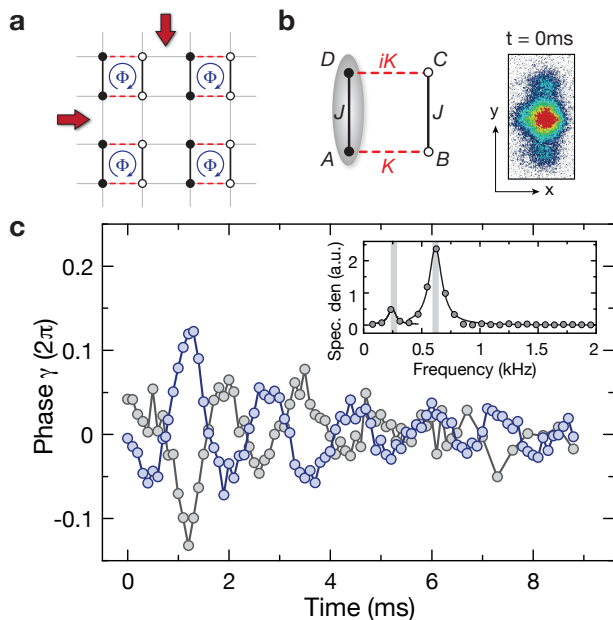 a
Φ Φ
Φ Φ
b
D iK C
J J
A K B
t = 0ms
y
x
c
Phase γ (2π)
0.2
0.1
0
-0.1
0 2 4 6 8
Time (ms)
Spec. den (a.u.)
2
1
0
0 0.5 1 1.5 2
Frequency (kHz)